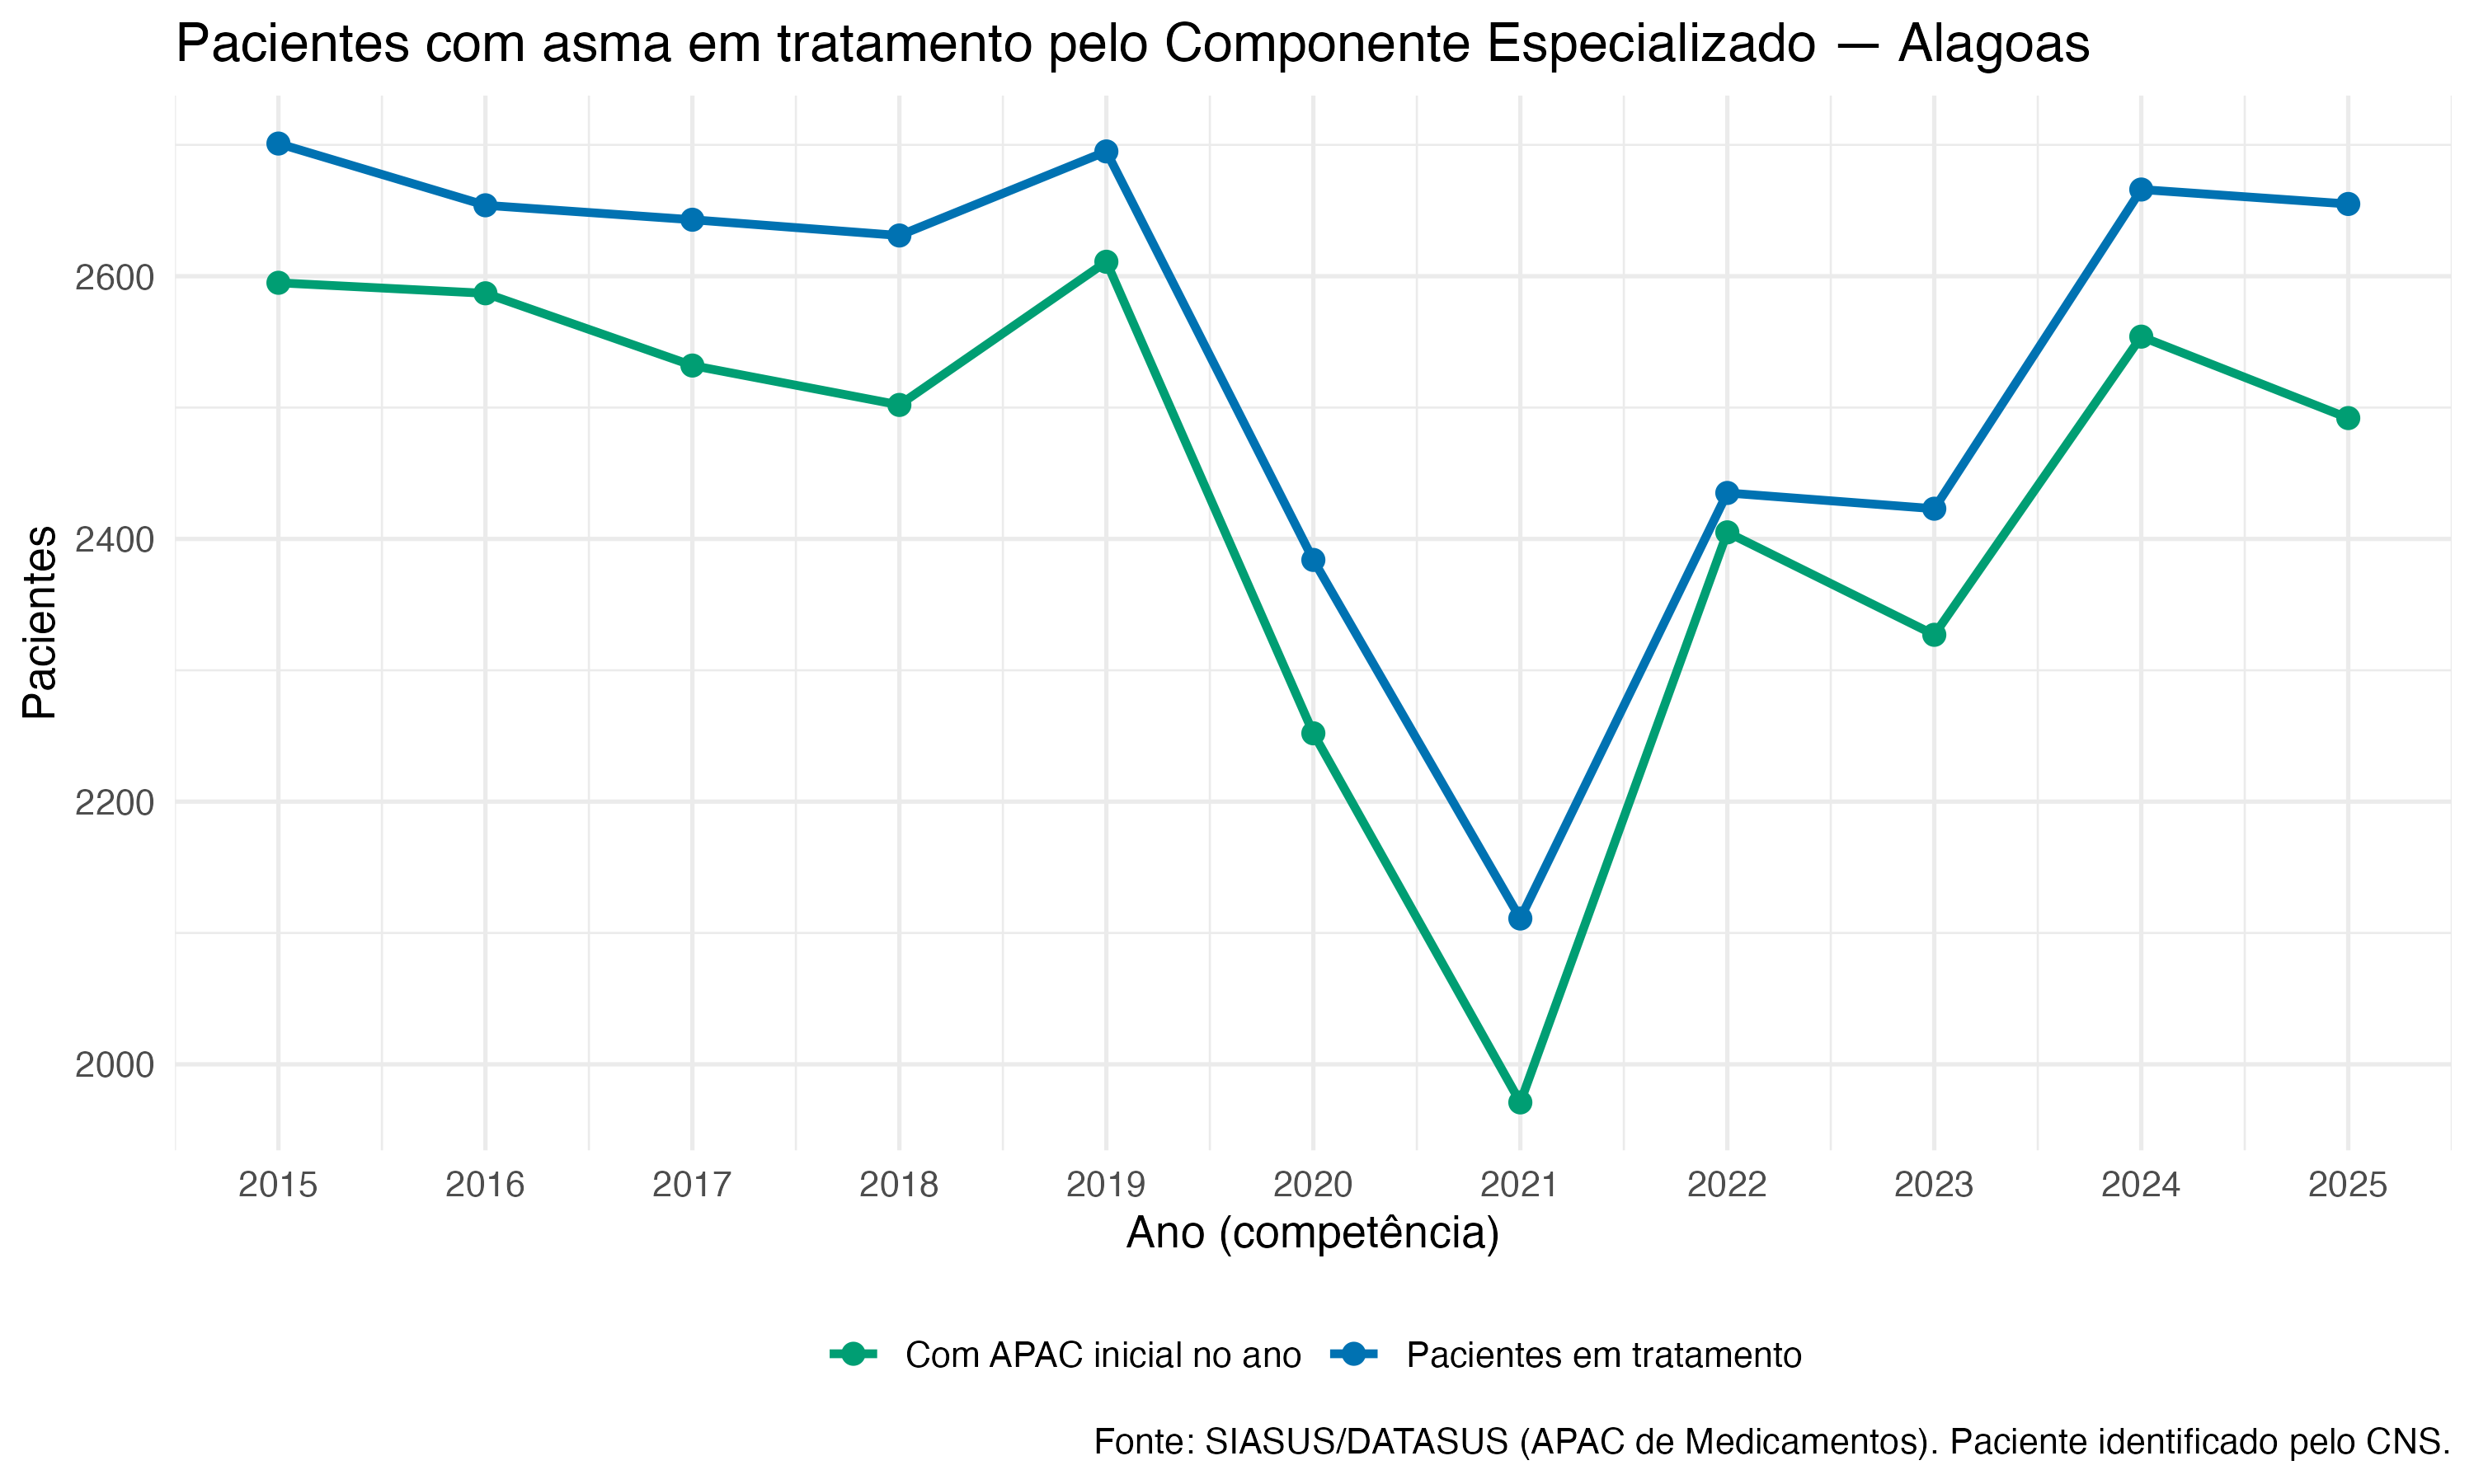 Pacientes com asma em tratamento pelo Componente Especializado — Alagoas
Pacientes
2600
2400
2200
2000
2015 2016 2017 2018 2019 2020 2021 2022 2023 2024 2025
Ano (competência)
Com APAC inicial no ano Pacientes em tratamento
Fonte: SIASUS/DATASUS (APAC de Medicamentos). Paciente identificado pelo CNS.